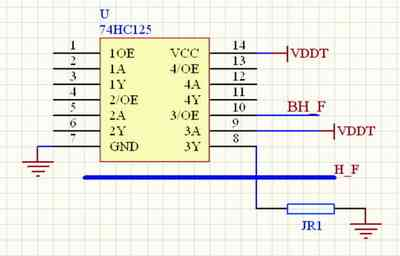 U
74HC125
1 1OE VCC 14 VDDT
2 1A 4/OE 13
3 1Y 4A 12
4 2/OE 4Y 11
5 2A 3/OE 10 BH_F
6 2Y 3A 9 VDDT
7 GND 3Y 8
H_F
JR1